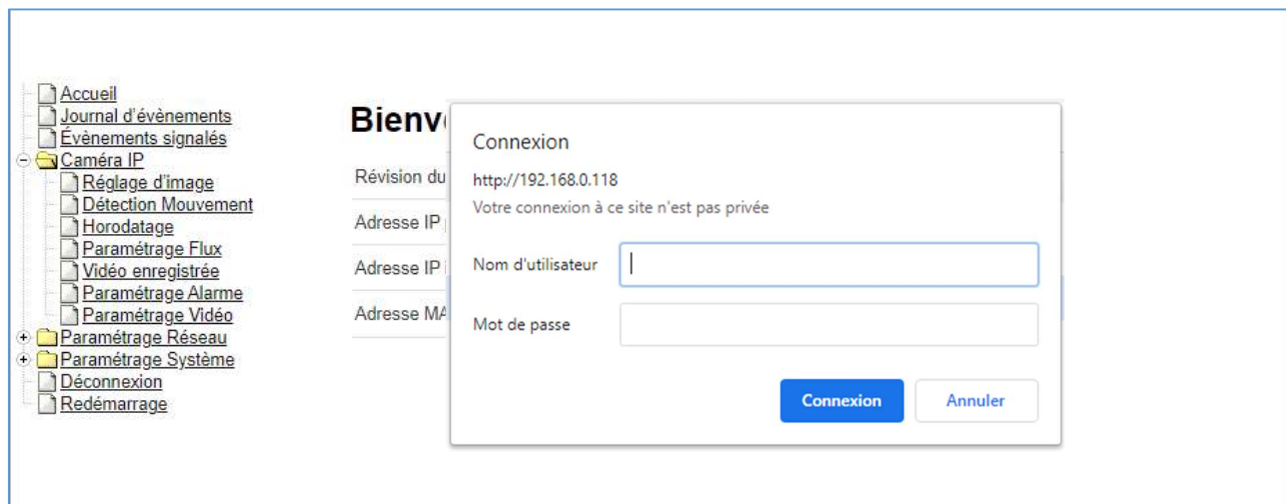 Accueil
Journal d'évènements
Évènements signalés
Caméra IP
Réglage d'image
Détection Mouvement
Horodatage
Paramétrage Flux
Vidéo enregistrée
Paramétrage Alarme
Paramétrage Vidéo
Paramétrage Réseau
Paramétrage Système
Déconnexion
Redémarrage
Bienv
Révision du
Adresse IP
Adresse IP
Adresse MA
Connexion
http://192.168.0.118
Votre connexion à ce site n'est pas privée
Nom d'utilisateur
Mot de passe
Connexion Annuler